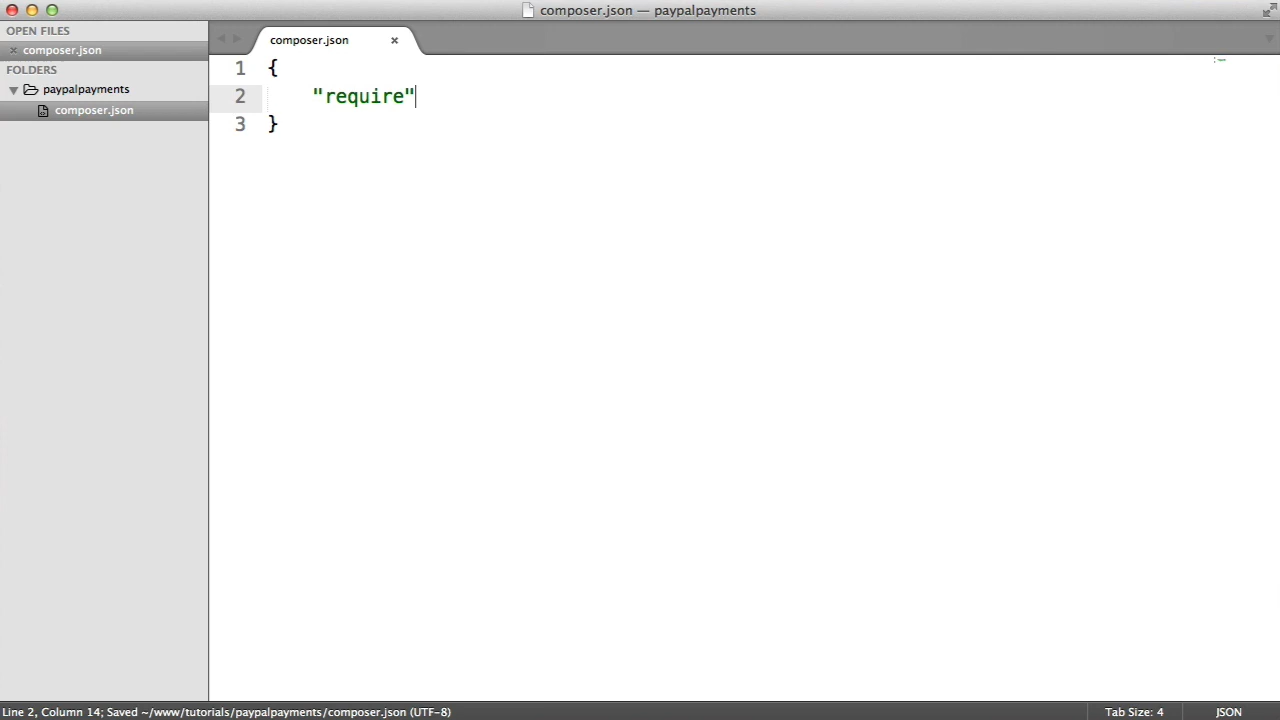 composer.json — paypalpayments
OPEN FILES
composer.json
FOLDERS
paypalpayments
composer.json
composer.json
1 {
2 "require"
3 }
Line 2, Column 14; Saved ~/www/tutorials/paypalpayments/composer.json (UTF-8)
Tab Size: 4
JSON